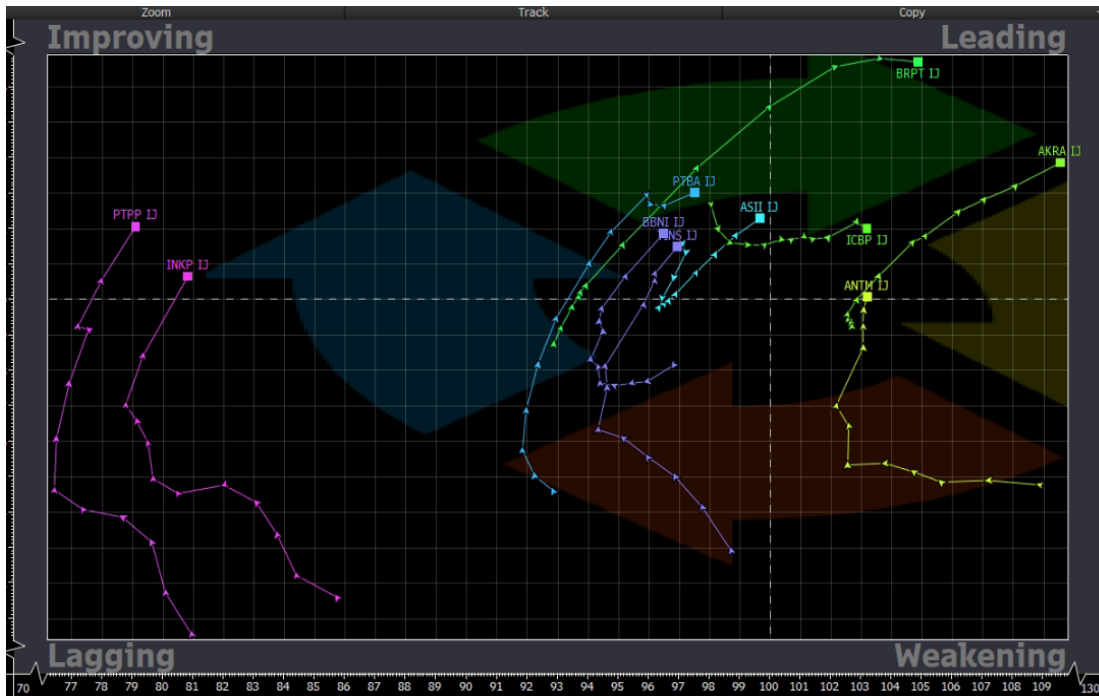 Zoom Track Copy
Improving Leading
BRPT IJ
AKRA IJ
PTBA IJ
PTPP IJ
ASII IJ
BBNI IJ
ICBP IJ
INKP IJ
ANTM IJ
Lagging Weakening
70 77 78 79 80 81 82 83 84 85 86 87 88 89 90 91 92 93 94 95 96 97 98 99 100 101 102 103 104 105 106 107 108 109 130